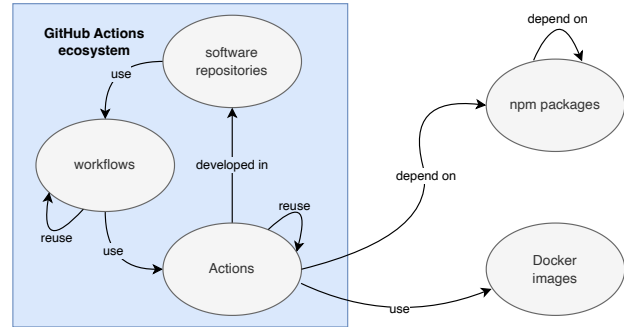 GitHub Actions
ecosystem
software
repositories
use
depend on
npm packages
workflows
developed in
depend on
reuse
reuse
use
Actions
Docker
images
use